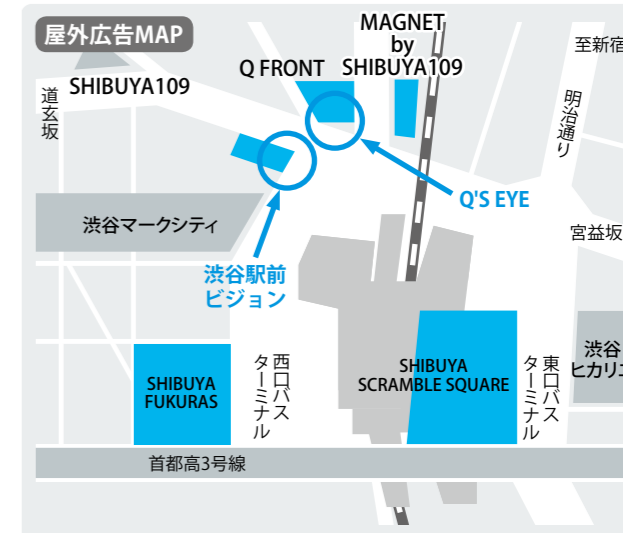 屋外広告MAP
MAGNET
by
SHIBUYA109
至新宿
SHIBUYA109
Q FRONT
道玄坂
明治通り
Q'S EYE
渋谷マークシティ
宮益坂
渋谷駅前
ビジョン
SHIBUYA
FUKURAS
西口バス
ターミナル
SHIBUYA
SCRAMBLE SQUARE
東口バス
ターミナル
渋谷
ヒカリエ
首都高3号線